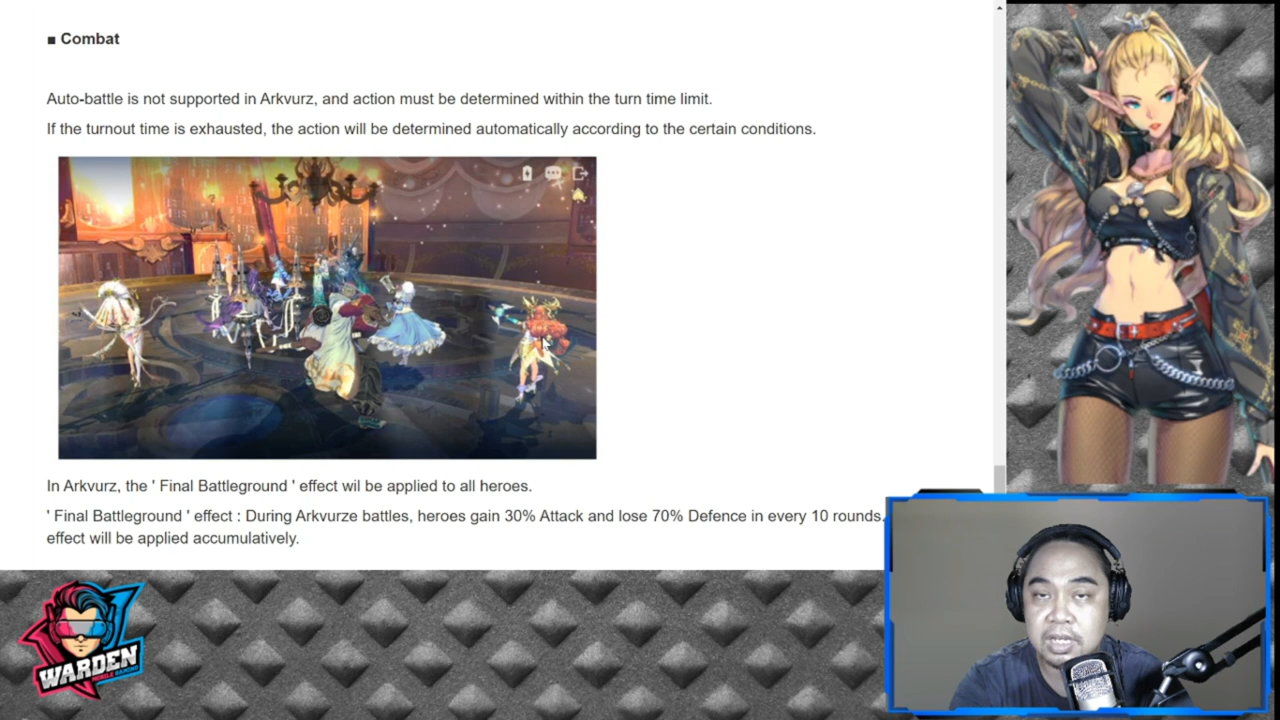 ■ Combat
Auto-battle is not supported in Arkvurz, and action must be determined within the turn time limit.
If the turnout time is exhausted, the action will be determined automatically according to the certain conditions.
In Arkvurz, the ' Final Battleground ' effect wil be applied to all heroes.
' Final Battleground ' effect : During Arkvurze battles, heroes gain 30% Attack and lose 70% Defence in every 10 rounds,
effect will be applied accumulatively.
WARDEN
MOBILE GAMING